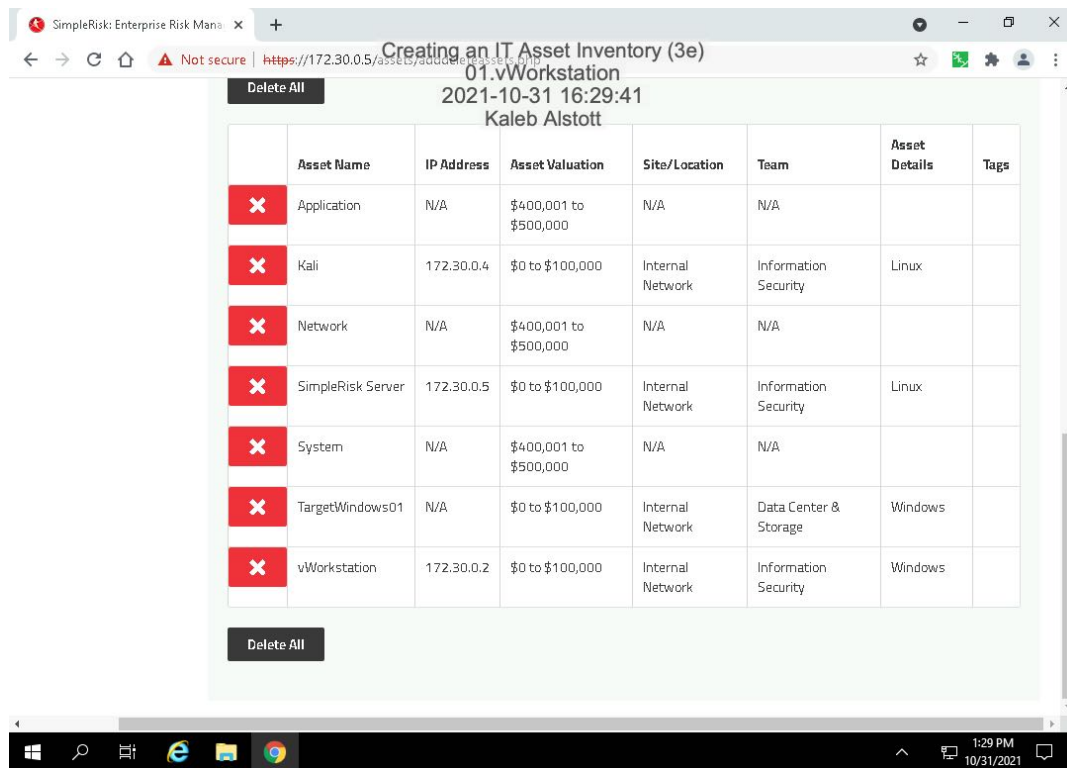 SimpleRisk: Enterprise Risk Mana
Not secure | https://172.30.0.5/assets/adddeleteassets.php
Creating an IT Asset Inventory (3e)
01.vWorkstation
2021-10-31 16:29:41
Kaleb Alstott
Delete All
Asset Name IP Address Asset Valuation Site/Location Team Asset Details Tags
Application N/A $400,001 to $500,000 N/A N/A
Kali 172.30.0.4 $0 to $100,000 Internal Network Information Security Linux
Network N/A $400,001 to $500,000 N/A N/A
SimpleRisk Server 172.30.0.5 $0 to $100,000 Internal Network Information Security Linux
System N/A $400,001 to $500,000 N/A N/A
TargetWindows01 N/A $0 to $100,000 Internal Network Data Center & Storage Windows
vWorkstation 172.30.0.2 $0 to $100,000 Internal Network Information Security Windows
Delete All
1:29 PM
10/31/2021